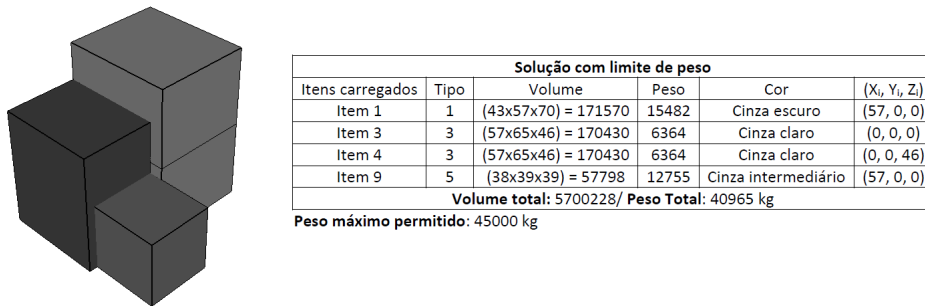 Solução com limite de peso
Itens carregados Tipo Volume Peso Cor (Xᵢ, Yᵢ, Zᵢ)
Item 1 1 (43x57x70) = 171570 15482 Cinza escuro (57, 0, 0)
Item 3 3 (57x65x46) = 170430 6364 Cinza claro (0, 0, 0)
Item 4 3 (57x65x46) = 170430 6364 Cinza claro (0, 0, 46)
Item 9 5 (38x39x39) = 57798 12755 Cinza intermediário (57, 0, 0)
Volume total: 5700228/ Peso Total: 40965 kg
Peso máximo permitido: 45000 kg